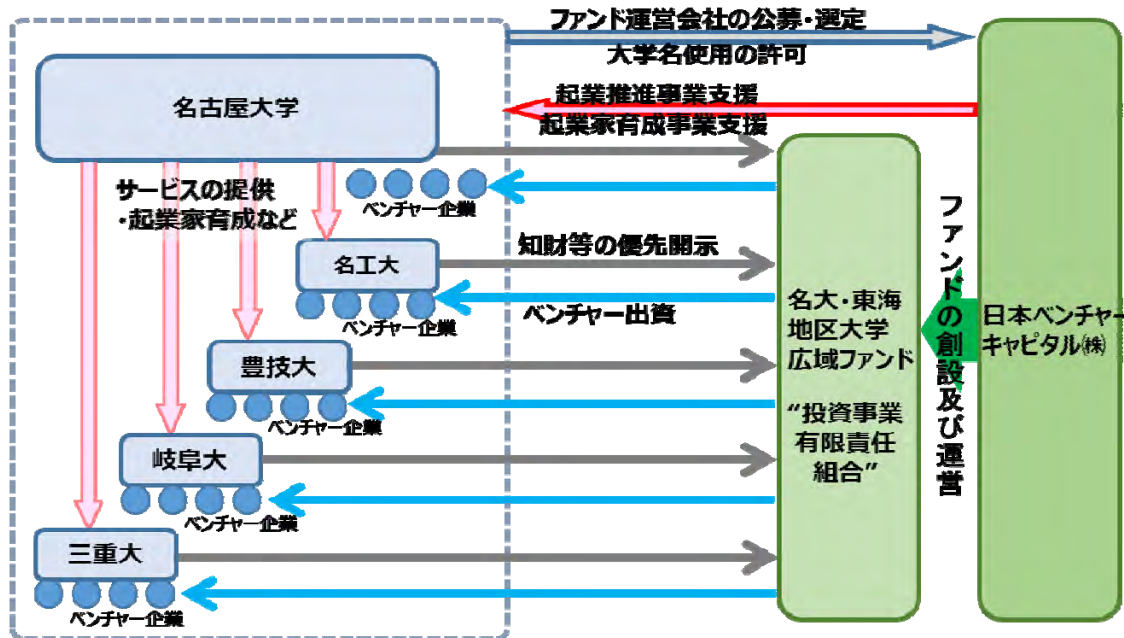 ファンド運営会社の公募・選定
大学名使用の許可
名古屋大学
起業推進事業支援
起業家育成事業支援
サービスの提供
・起業家育成など
ベンチャー企業
名工大
知財等の優先開示
ベンチャー企業
ベンチャー出資
豊技大
ベンチャー企業
岐阜大
ベンチャー企業
三重大
ベンチャー企業
名大・東海
地区大学
広域ファンド
“投資事業
有限責任
組合”
ファンドの創設及び運営
日本ベンチャー
キャピタル㈱